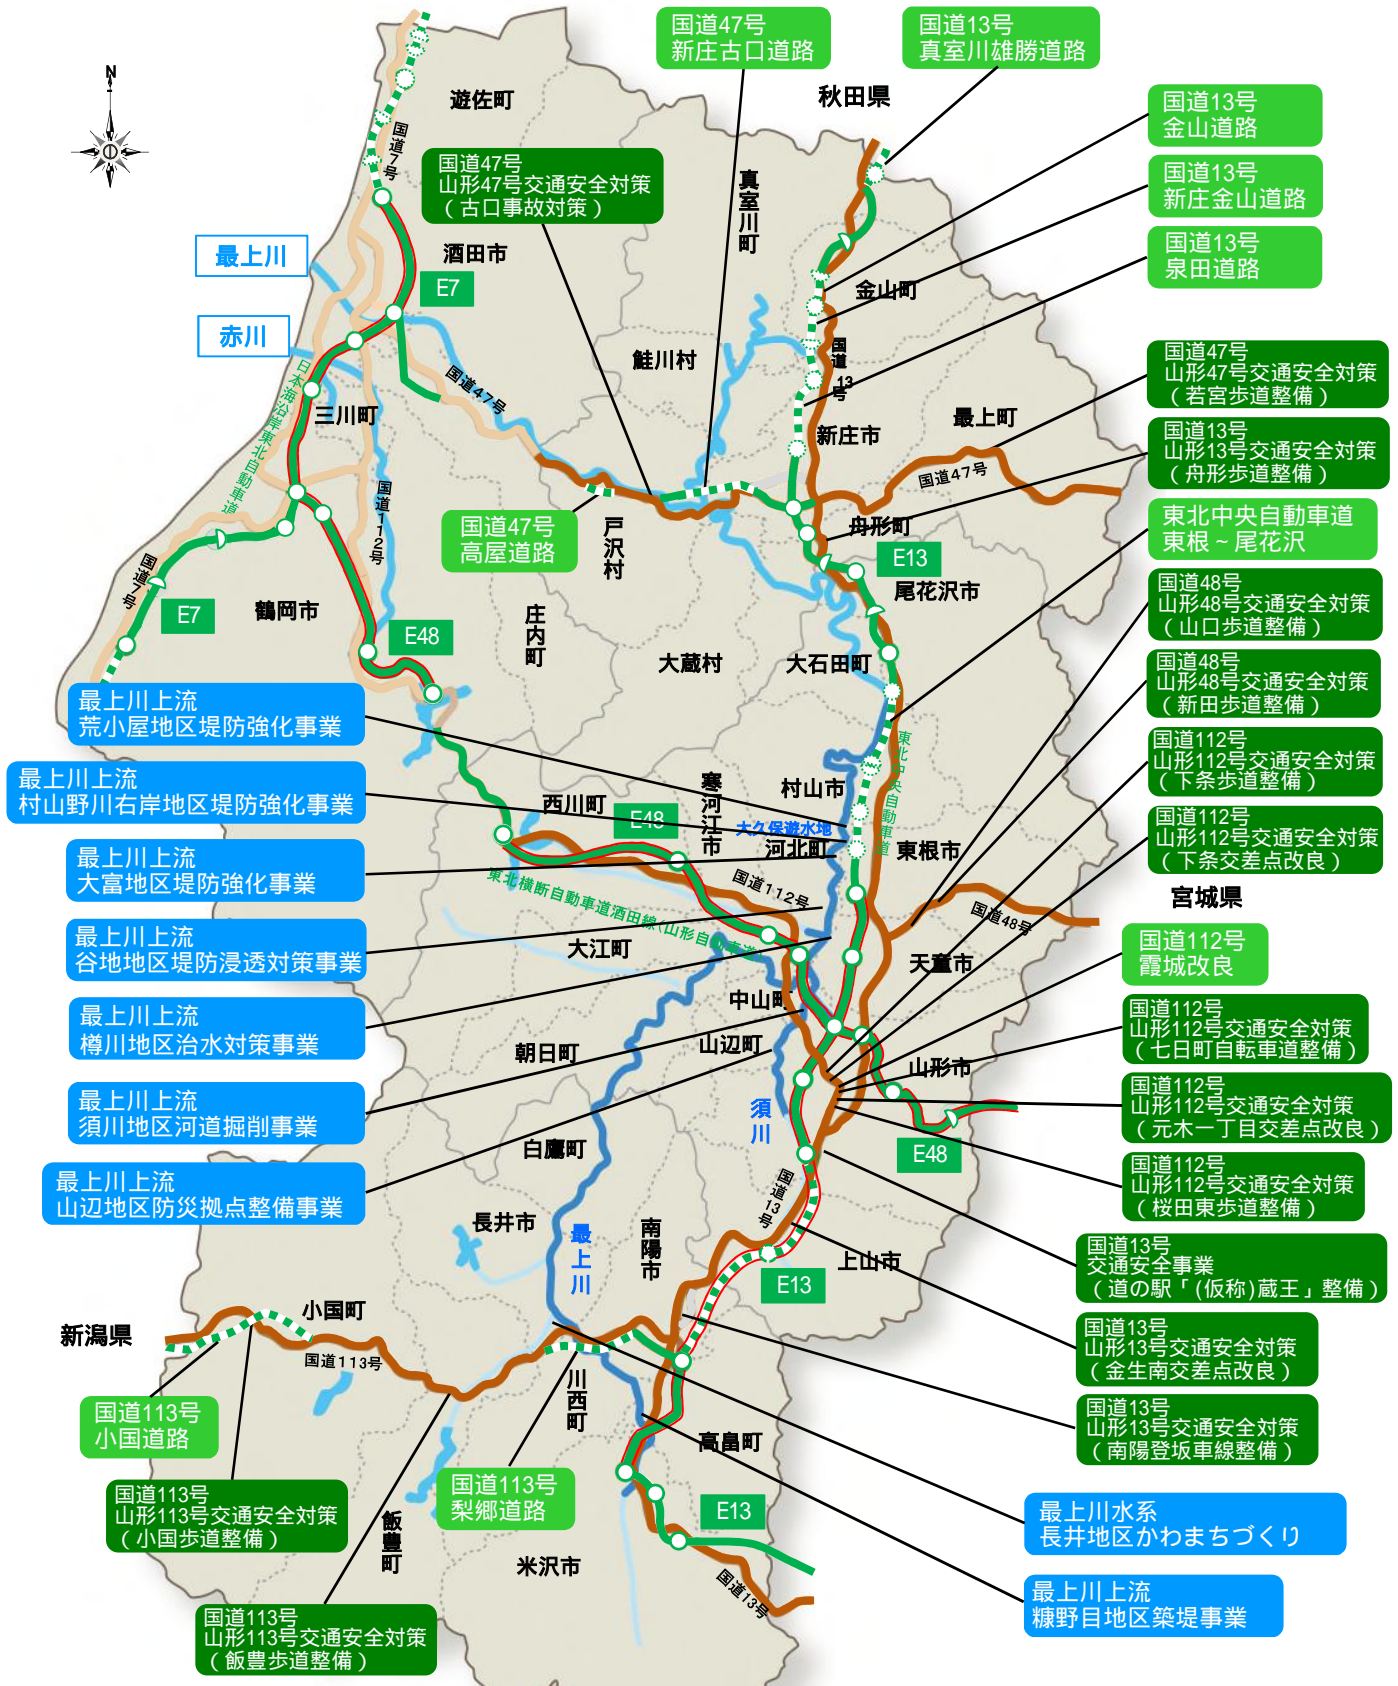 国道47号
新庄古口道路
国道13号
真室川雄勝道路
秋田県
国道13号
金山道路
国道13号
新庄金山道路
国道13号
泉田道路
N
遊佐町
国道7号
国道47号
山形47号交通安全対策
（古口事故対策）
真室川町
最上川
酒田市
E7
金山町
赤川
鮭川村
国道13号
国道47号
日本海沿岸東北自動車道
三川町
新庄市
最上町
国道47号
国道47号
山形47号交通安全対策
（若宮歩道整備）
国道13号
山形13号交通安全対策
（舟形歩道整備）
国道112号
国道47号
高屋道路
戸沢村
舟形町
E13
東北中央自動車道
東根～尾花沢
国道7号
E7
鶴岡市
E48
庄内町
大蔵村
大石田町
尾花沢市
国道48号
山形48号交通安全対策
（山口歩道整備）
国道48号
山形48号交通安全対策
（新田歩道整備）
最上川上流
荒小屋地区堤防強化事業
東北中央自動車道
国道112号
山形112号交通安全対策
（下条歩道整備）
最上川上流
村山野川右岸地区堤防強化事業
西川町
E48
寒河江市
村山市
大久保遊水地
河北町
東根市
国道112号
山形112号交通安全対策
（下条交差点改良）
宮城県
最上川上流
大富地区堤防強化事業
東北横断自動車道酒田線（山形自動車道）
国道112号
国道48号
最上川上流
谷地地区堤防浸透対策事業
大江町
天童市
国道112号
霞城改良
最上川上流
樽川地区治水対策事業
中山町
朝日町
山辺町
山形市
国道112号
山形112号交通安全対策
（七日町自転車道整備）
最上川上流
須川地区河道掘削事業
須川
国道112号
山形112号交通安全対策
（元木一丁目交差点改良）
白鷹町
E48
最上川上流
山辺地区防災拠点整備事業
国道13号
国道112号
山形112号交通安全対策
（桜田東歩道整備）
長井市
最上川
南陽市
上山市
E13
国道13号
交通安全事業
（道の駅「(仮称)蔵王」整備）
新潟県
小国町
国道113号
国道13号
山形13号交通安全対策
（金生南交差点改良）
国道113号
小国道路
川西町
高畠町
国道13号
山形13号交通安全対策
（南陽登坂車線整備）
国道113号
山形113号交通安全対策
（小国歩道整備）
国道113号
梨郷道路
飯豊町
E13
最上川水系
長井地区かわまちづくり
米沢市
国道13号
国道113号
山形113号交通安全対策
（飯豊歩道整備）
最上川上流
糠野目地区築堤事業